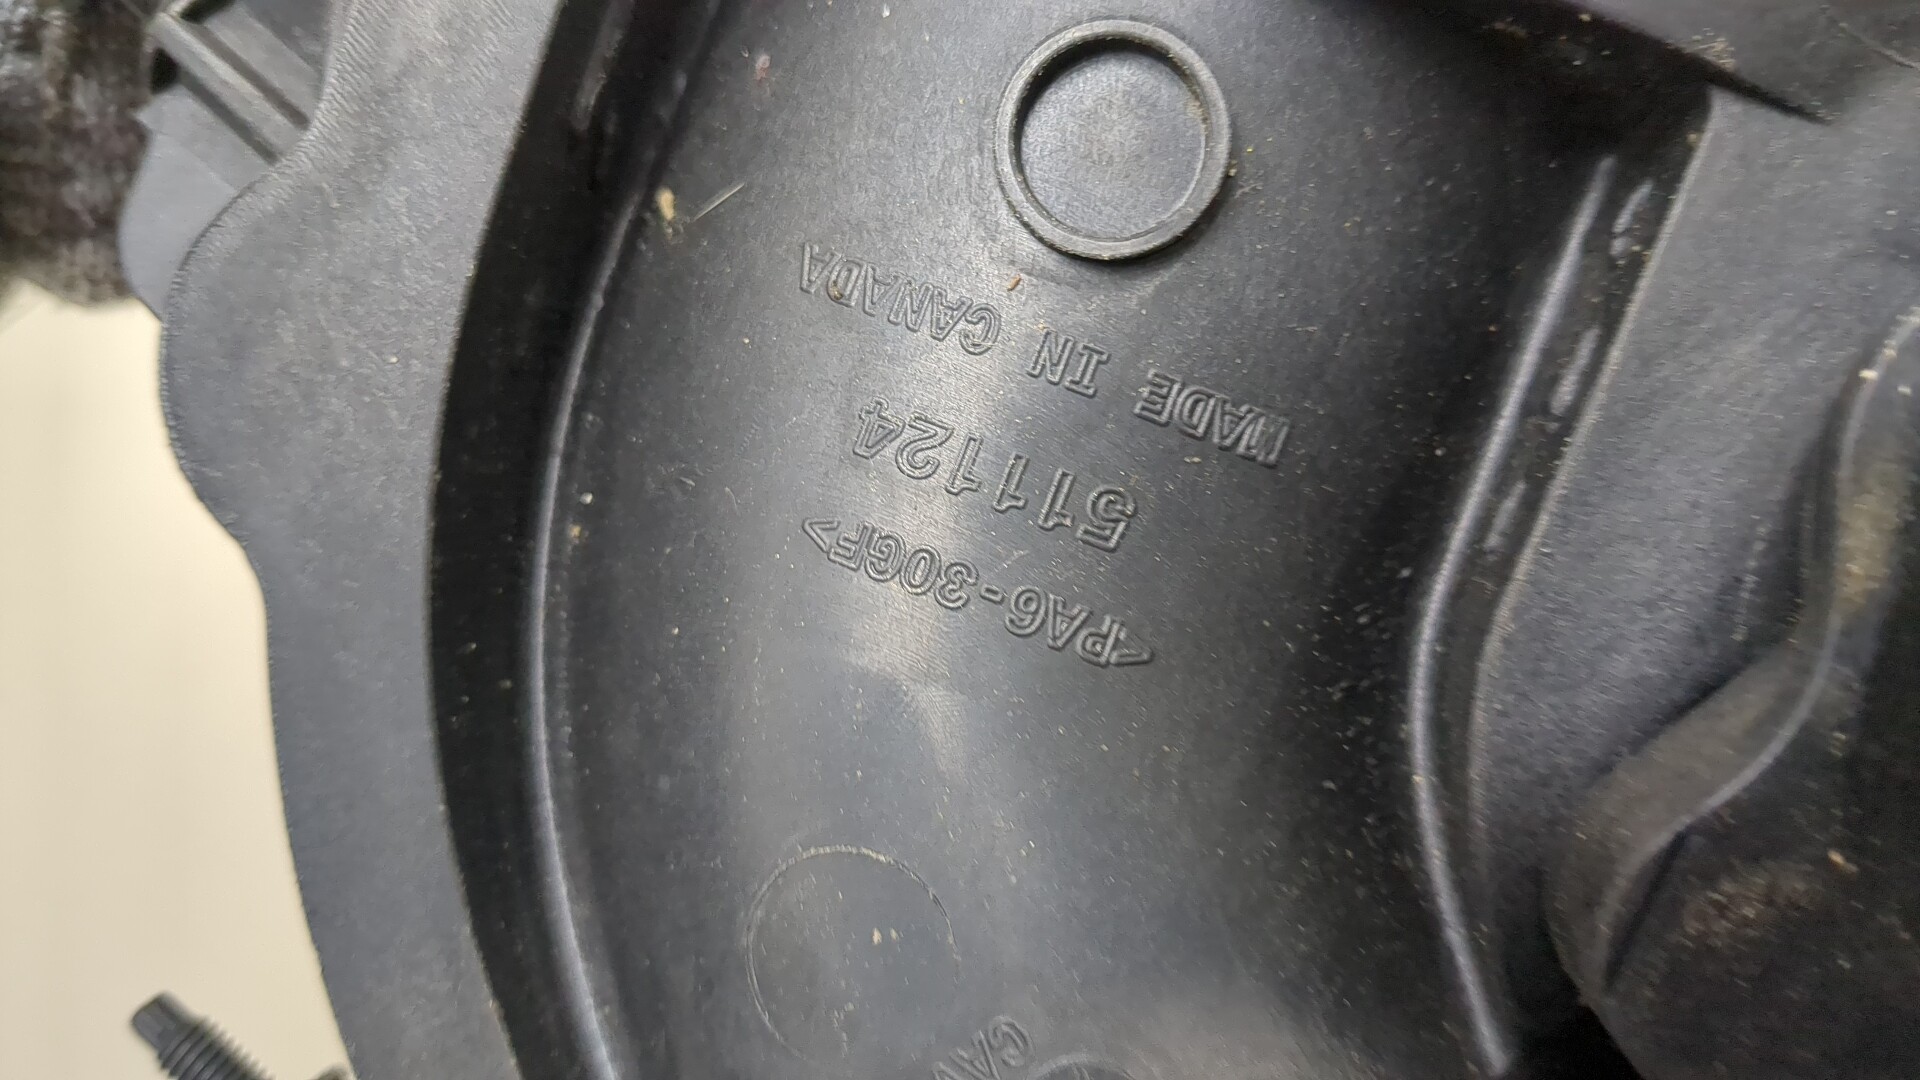 <PA6-30GF>
511124
MADE IN CANADA